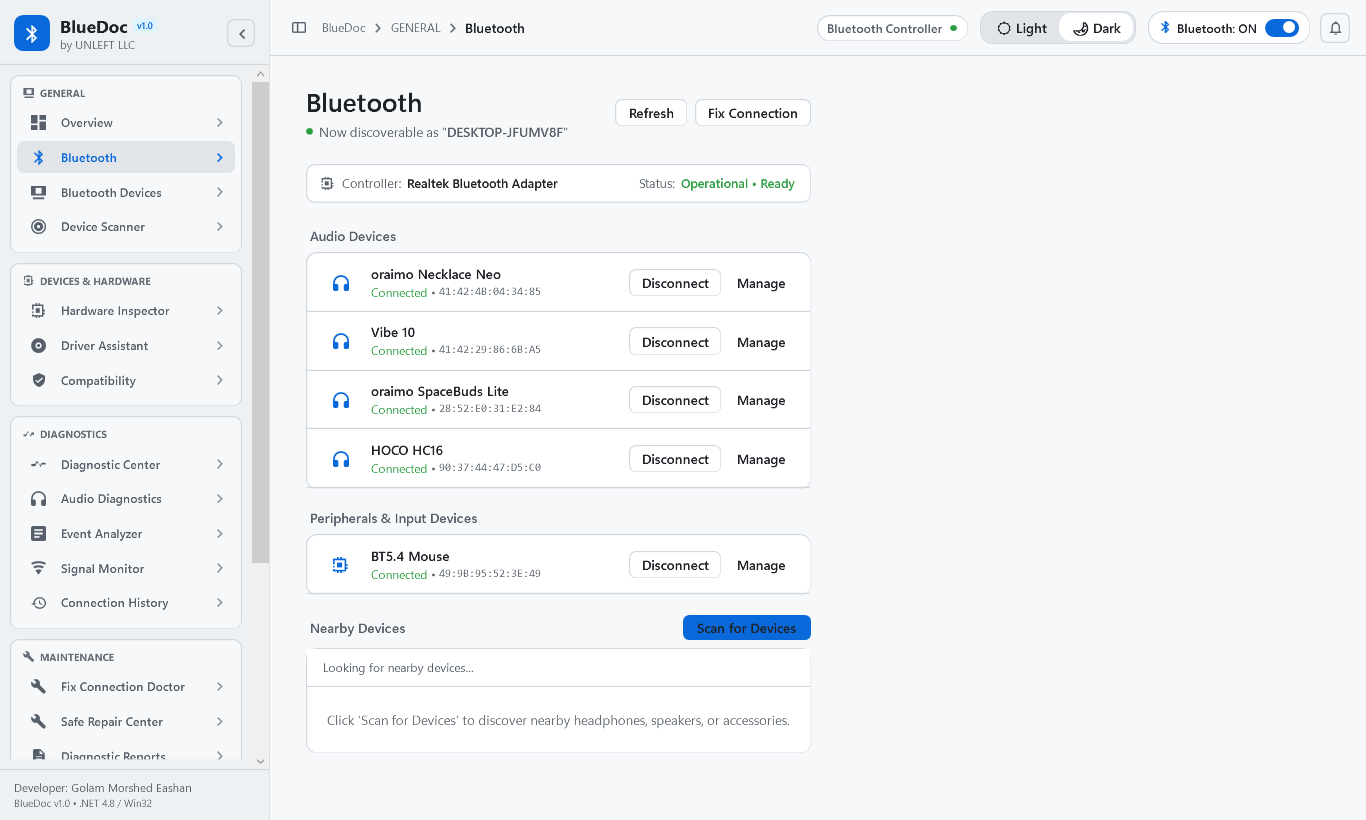 BlueDoc v1.0
by UNLEFT LLC
GENERAL
Overview
Bluetooth
Bluetooth Devices
Device Scanner
DEVICES & HARDWARE
Hardware Inspector
Driver Assistant
Compatibility
DIAGNOSTICS
Diagnostic Center
Audio Diagnostics
Event Analyzer
Signal Monitor
Connection History
MAINTENANCE
Fix Connection Doctor
Safe Repair Center
Diagnostic Reports
Developer: Golam Morshed Eashan
BlueDoc v1.0 • .NET 4.8 / Win32
BlueDoc > GENERAL > Bluetooth
Bluetooth Controller
Light
Dark
Bluetooth: ON
Bluetooth
Now discoverable as "DESKTOP-JFUMV8F"
Refresh
Fix Connection
Controller: Realtek Bluetooth Adapter
Status: Operational • Ready
Audio Devices
oraimo Necklace Neo
Connected • 41:42:4B:04:34:85
Disconnect
Manage
Vibe 10
Connected • 41:42:29:86:6B:A5
Disconnect
Manage
oraimo SpaceBuds Lite
Connected • 28:52:E0:31:E2:84
Disconnect
Manage
HOCO HC16
Connected • 90:37:44:47:D5:C0
Disconnect
Manage
Peripherals & Input Devices
BT5.4 Mouse
Connected • 49:9B:95:52:3E:49
Disconnect
Manage
Nearby Devices
Scan for Devices
Looking for nearby devices...
Click 'Scan for Devices' to discover nearby headphones, speakers, or accessories.